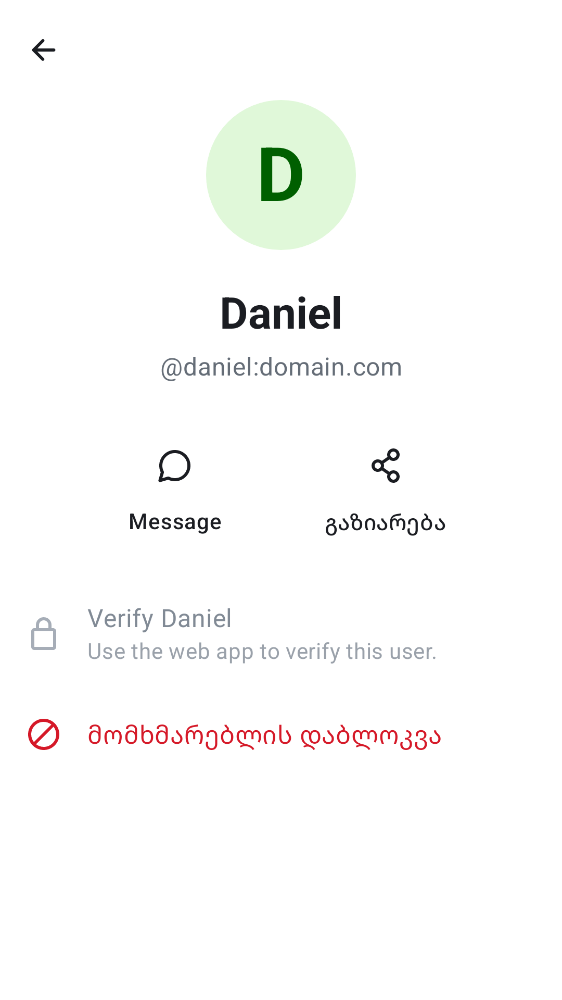 D
Daniel
@daniel:domain.com
Message
გაზიარება
Verify Daniel
Use the web app to verify this user.
მომხმარებლის დაბლოკვა